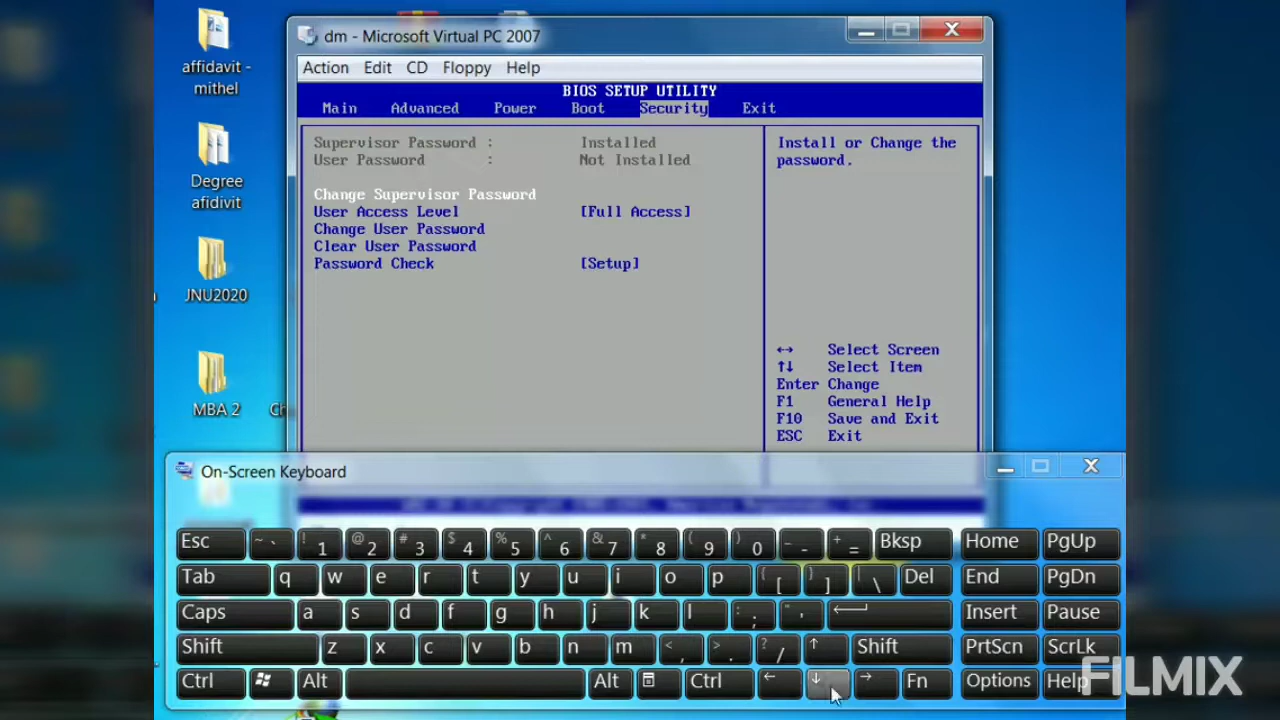 affidavit -
mithel
Degree
afidivit
JNU2020
MBA 2
Ch
dm - Microsoft Virtual PC 2007
Action Edit CD Floppy Help
BIOS SETUP UTILITY
Main Advanced Power Boot Security Exit
Supervisor Password : Installed
User Password : Not Installed
Change Supervisor Password
User Access Level [Full Access]
Change User Password
Clear User Password
Password Check [Setup]
Install or Change the
password.
↔ Select Screen
↑↓ Select Item
Enter Change
F1 General Help
F10 Save and Exit
ESC Exit
On-Screen Keyboard
Esc ~ ` ! 1 @ 2 # 3 $ 4 % 5 ^ 6 & 7 * 8 ( 9 ) 0 _ - + = Bksp Home PgUp
Tab q w e r t y u i o p { [ } ] | \ Del End PgDn
Caps a s d f g h j k l : ; " ' Insert Pause
Shift z x c v b n m < , > . ? / ↑ Shift PrtScn ScrLk
Ctrl Alt Alt Ctrl ← ↓ → Fn Options Help
FILMIX